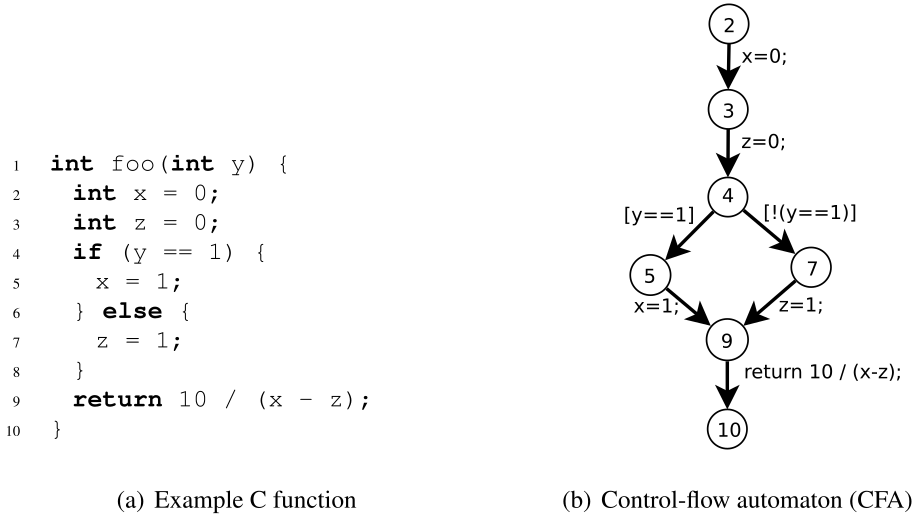 1 int foo(int y) {
2 int x = 0;
3 int z = 0;
4 if (y == 1) {
5 x = 1;
6 } else {
7 z = 1;
8 }
9 return 10 / (x - z);
10 }
(a) Example C function
2
x=0;
3
z=0;
4
[y==1] [!(y==1)]
5 7
x=1; z=1;
9
return 10 / (x-z);
10
(b) Control-flow automaton (CFA)